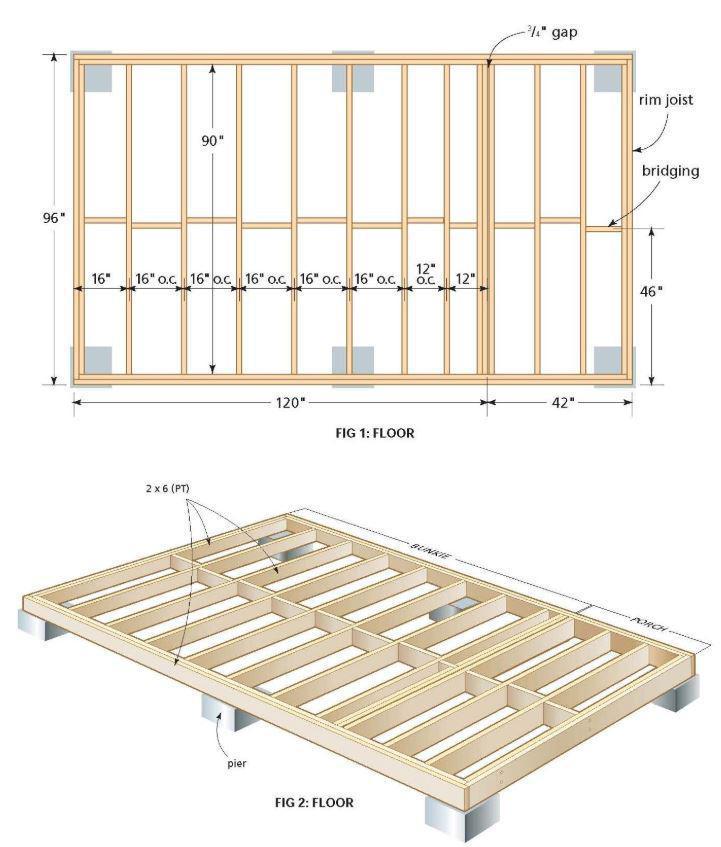 3/4" gap
rim joist
90"
bridging
96"
16" 16" o.c. 16" o.c. 16" o.c. 16" o.c. 16" o.c. 12" o.c. 12"
46"
120" 42"
FIG 1: FLOOR
2 x 6 (PT)
BUNKIE
PORCH
pier
FIG 2: FLOOR